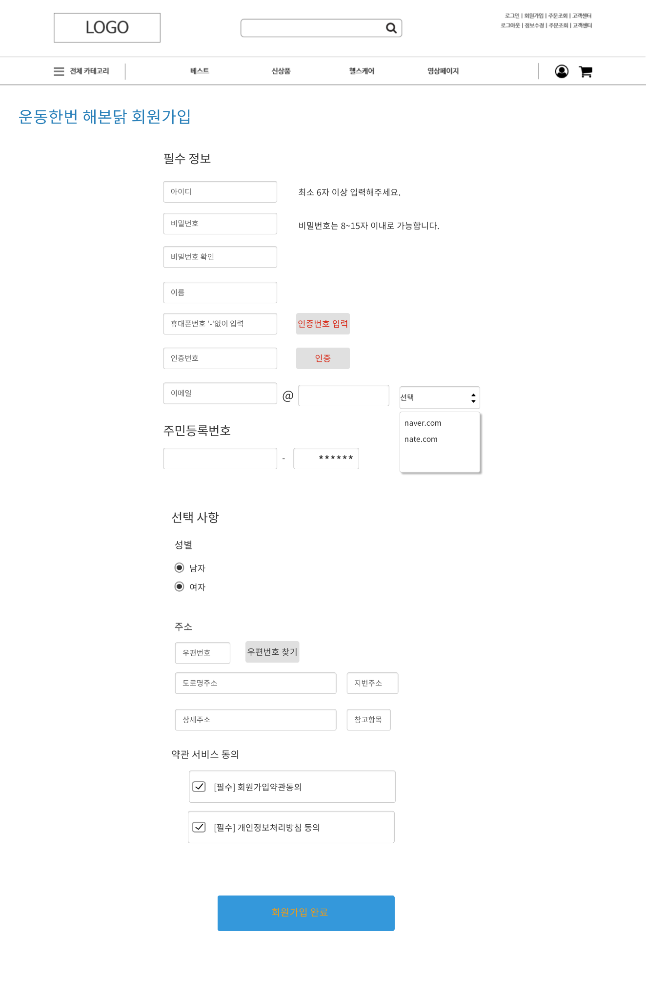 LOGO
로그인 | 회원가입 | 주문조회 | 고객센터
로그아웃 | 정보수정 | 주문조회 | 고객센터
전체 카테고리 베스트 신상품 헬스케어 영상페이지
운동한번 해본닭 회원가입
필수 정보
아이디 최소 6자 이상 입력해주세요.
비밀번호 비밀번호는 8~15자 이내로 가능합니다.
비밀번호 확인
이름
휴대폰번호 '-'없이 입력 인증번호 입력
인증번호 인증
이메일 @ 선택
naver.com
nate.com
주민등록번호
- ******
선택 사항
성별
남자
여자
주소
우편번호 우편번호 찾기
도로명주소 지번주소
상세주소 참고항목
약관 서비스 동의
[필수] 회원가입약관동의
[필수] 개인정보처리방침 동의
회원가입 완료